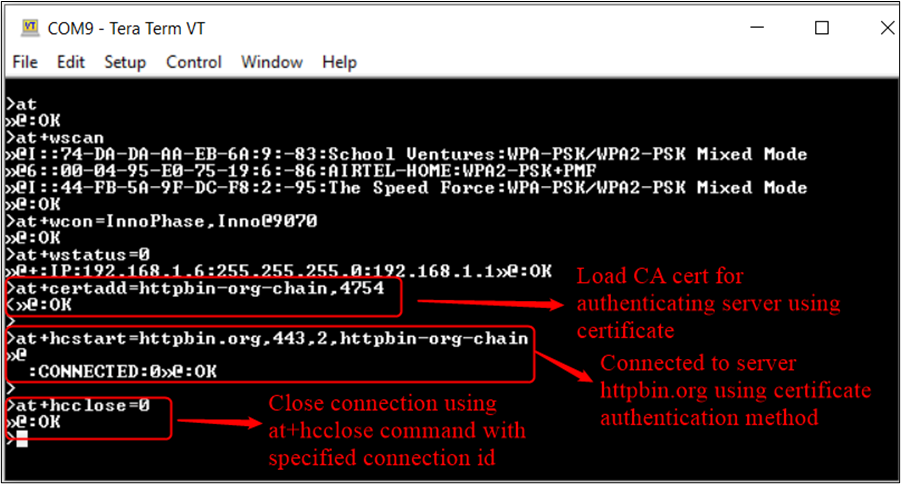 COM9 - Tera Term VT
File Edit Setup Control Window Help
>at
»@:OK
>at+wscan
»@I::74-DA-DA-AA-EB-6A:9:-83:School Ventures:WPA-PSK/WPA2-PSK Mixed Mode
»@6::00-04-95-E0-75-19:6:-86:AIRTEL-HOME:WPA2-PSK+PMF
»@I::44-FB-5A-9F-DC-F8:2:-95:The Speed Force:WPA-PSK/WPA2-PSK Mixed Mode
»@:OK
>at+wcon=InnoPhase,Inno@9070
»@:OK
>at+wstatus=0
»@+:IP:192.168.1.6:255.255.255.0:192.168.1.1»@:OK
>at+certadd=httpbin-org-chain,4754
<»@:OK
>
>at+hcstart=httpbin.org,443,2,httpbin-org-chain
»@
:CONNECTED:0»@:OK
>
>at+hcclose=0
»@:OK
>
Load CA cert for
authenticating server using
certificate
Connected to server
httpbin.org using certificate
authentication method
Close connection using
at+hcclose command with
specified connection id